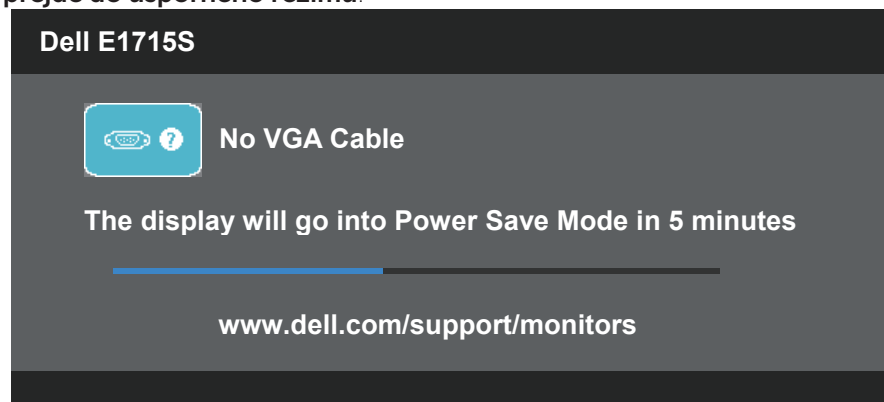 Dell E1715S
No VGA Cable
The display will go into Power Save Mode in 5 minutes
www.dell.com/support/monitors